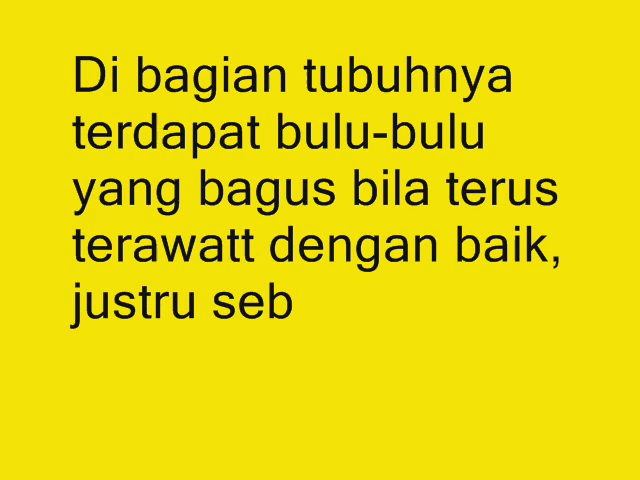 Di bagian tubuhnya
terdapat bulu-bulu
yang bagus bila terus
terawatt dengan baik,
justru seb